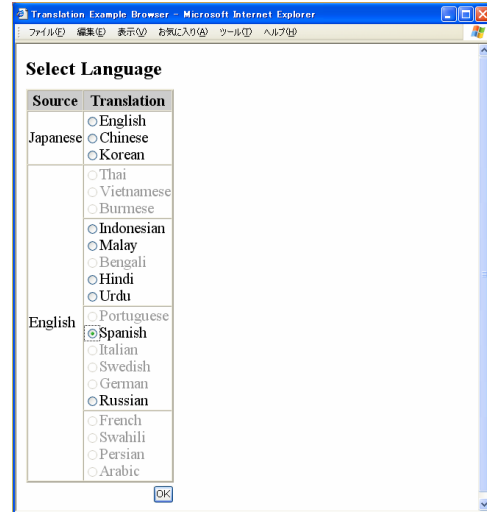 Translation Example Browser - Microsoft Internet Explorer
ファイル(F) 編集(E) 表示(V) お気に入り(A) ツール(T) ヘルプ(H)
Select Language
Source Translation
Japanese
English
Chinese
Korean
English
Thai
Vietnamese
Burmese
Indonesian
Malay
Bengali
Hindi
Urdu
Portuguese
Spanish
Italian
Swedish
German
Russian
French
Swahili
Persian
Arabic
OK